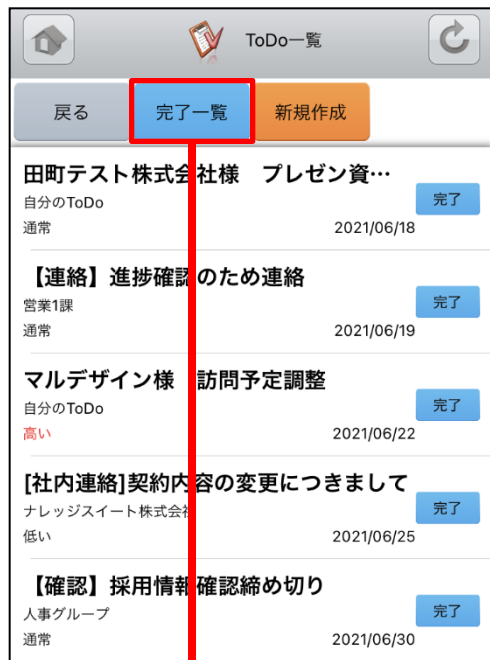 ToDo一覧
戻る 完了一覧 新規作成
田町テスト株式会社様　プレゼン資…
自分のToDo
完了
通常 2021/06/18
【連絡】進捗確認のため連絡
営業1課
完了
通常 2021/06/19
マルデザイン様　訪問予定調整
自分のToDo
完了
高い 2021/06/22
[社内連絡]契約内容の変更につきまして
ナレッジスイート株式会社
完了
低い 2021/06/25
【確認】採用情報確認締め切り
人事グループ
完了
通常 2021/06/30